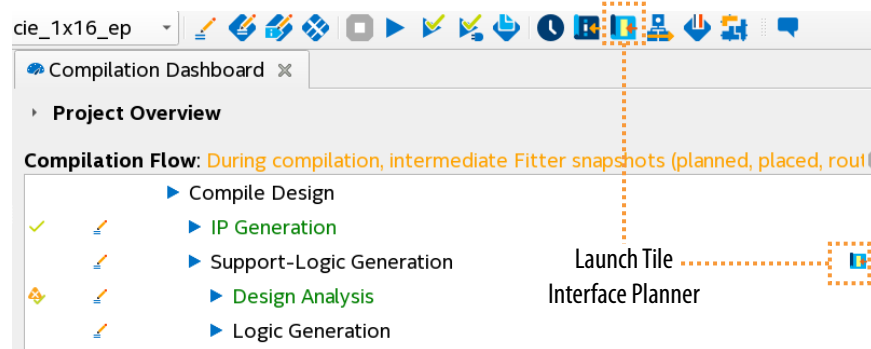 cie_1x16_ep
Compilation Dashboard
Project Overview
Compilation Flow: During compilation, intermediate Fitter snapshots (planned, placed, rout
Compile Design
IP Generation
Support-Logic Generation
Design Analysis
Logic Generation
Launch Tile
Interface Planner